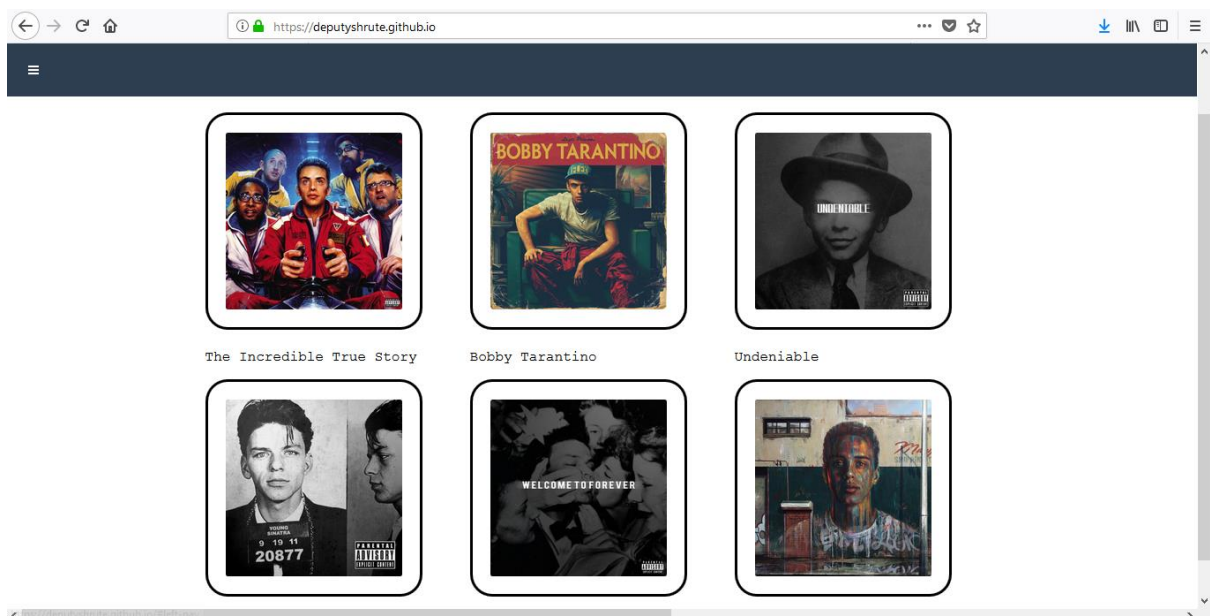 https://deputyshrute.github.io
BOBBY TARANTINO
UNDENIABLE
PARENTAL
The Incredible True Story
Bobby Tarantino
Undeniable
YOUNG
SINATRA
9 19 11
20877
PARENTAL
ADVISORY
EXPLICIT CONTENT
WELCOME TO FOREVER